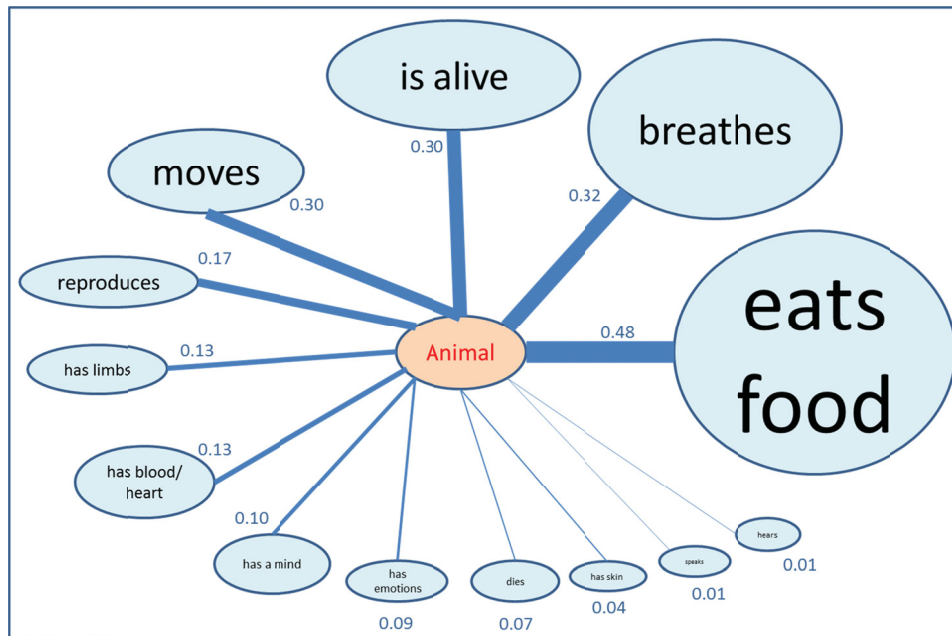 is alive
0.30
breathes
0.32
moves
0.30
reproduces
0.17
eats
food
0.48
Animal
has limbs
0.13
has blood/
heart
0.13
has a mind
0.10
has
emotions
0.09
dies
0.07
has skin
0.04
speaks
0.01
hears
0.01